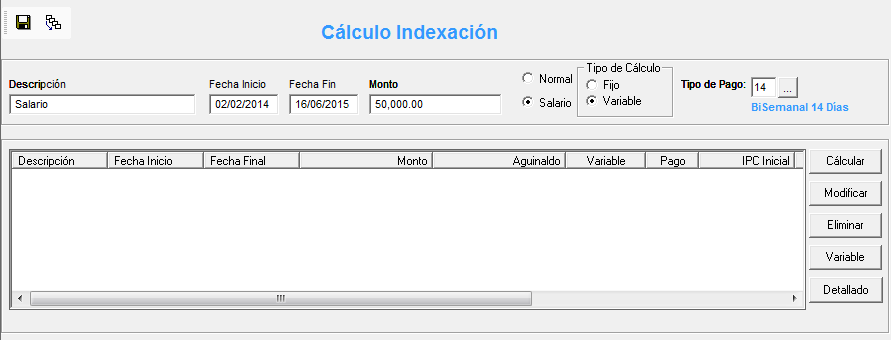 Cálculo Indexación
Descripción
Fecha Inicio
Fecha Fin
Monto
Salario
02/02/2014
16/06/2015
50,000.00
Normal
Salario
Tipo de Cálculo
Fijo
Variable
Tipo de Pago:
14
...
BiSemanal 14 Días
Descripción Fecha Inicio Fecha Final Monto Aguinaldo Variable Pago IPC Inicial
Cálcular
Modificar
Eliminar
Variable
Detallado